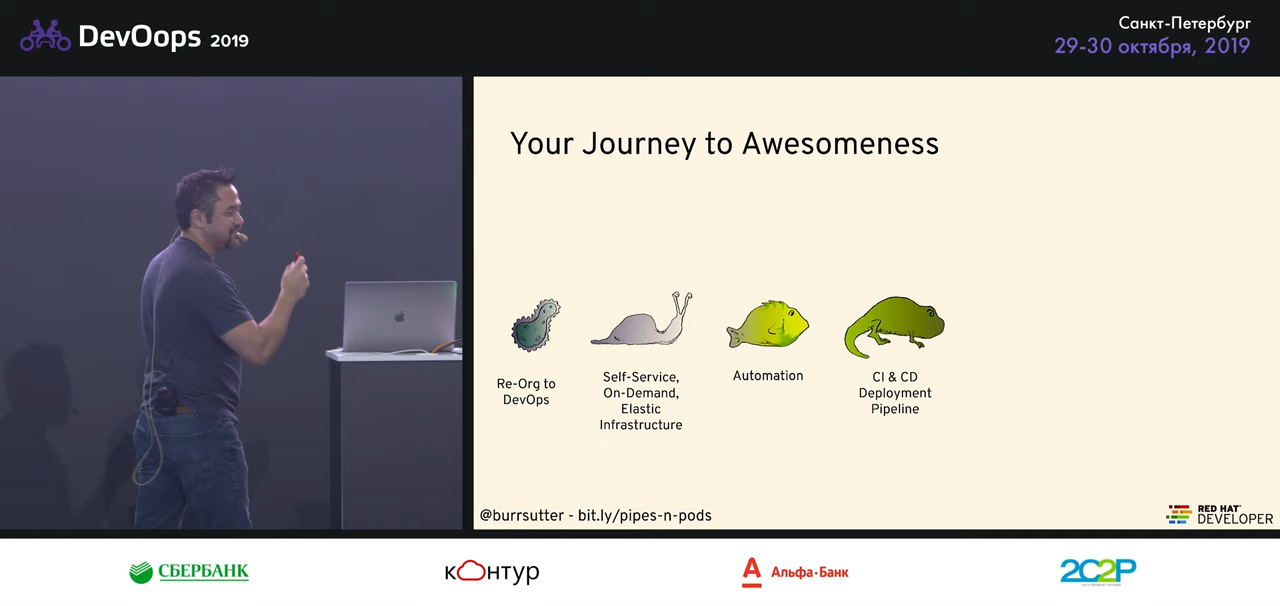 DevOops 2019
Санкт-Петербург
29-30 октября, 2019
Your Journey to Awesomeness
Re-Org to
DevOps
Self-Service,
On-Demand,
Elastic
Infrastructure
Automation
CI & CD
Deployment
Pipeline
@burrsutter - bit.ly/pipes-n-pods
RED HAT
DEVELOPER
СБЕРБАНК
КОНТУР
Альфа·Банк
2C2P